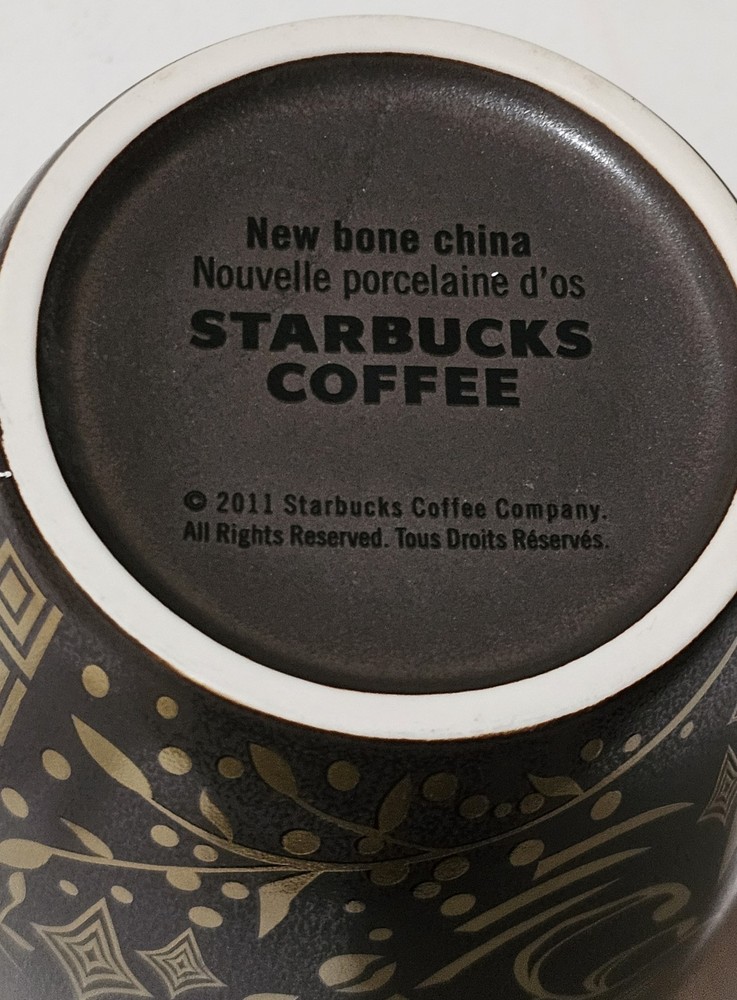 New bone china
Nouvelle porcelaine d'os
STARBUCKS
COFFEE
© 2011 Starbucks Coffee Company.
All Rights Reserved. Tous Droits Réservés.